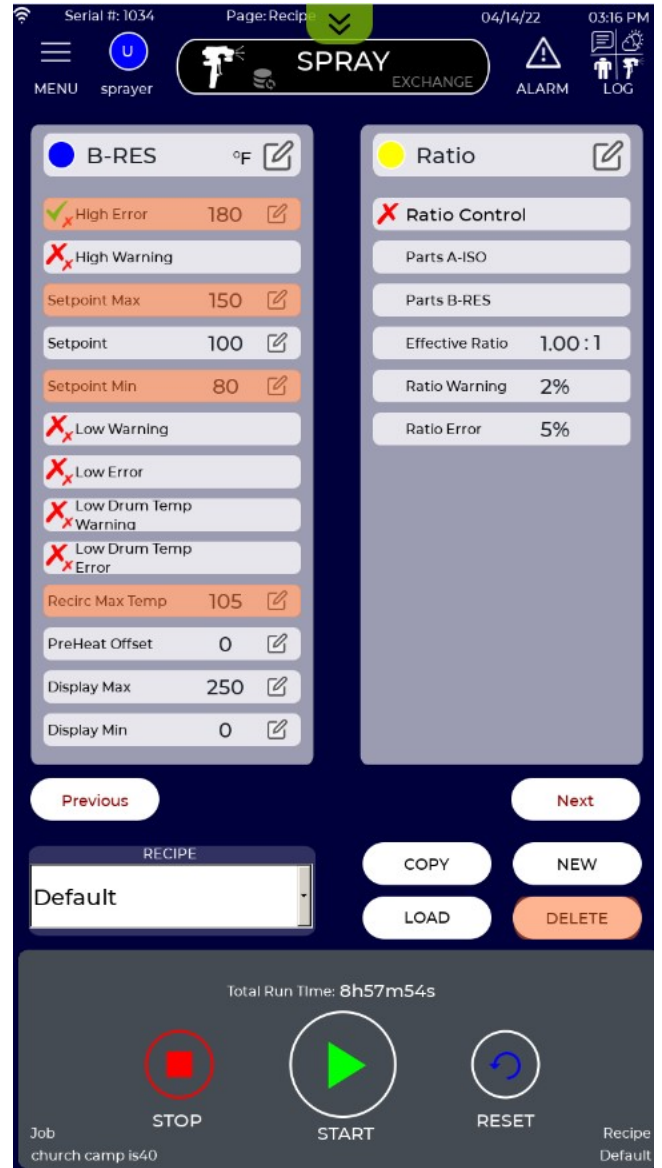 Serial #: 1034 Page: Recipe 04/14/22 03:16 PM
U
SPRAY
EXCHANGE
MENU sprayer ALARM LOG
B-RES °F
High Error 180
High Warning
Setpoint Max 150
Setpoint 100
Setpoint Min 80
Low Warning
Low Error
Low Drum Temp
Warning
Low Drum Temp
Error
Recirc Max Temp 105
PreHeat Offset 0
Display Max 250
Display Min 0
Ratio
Ratio Control
Parts A-ISO
Parts B-RES
Effective Ratio 1.00 : 1
Ratio Warning 2%
Ratio Error 5%
Previous Next
RECIPE
Default
COPY NEW
LOAD DELETE
Total Run TIme: 8h57m54s
STOP START RESET
Job
church camp is40
Recipe
Default